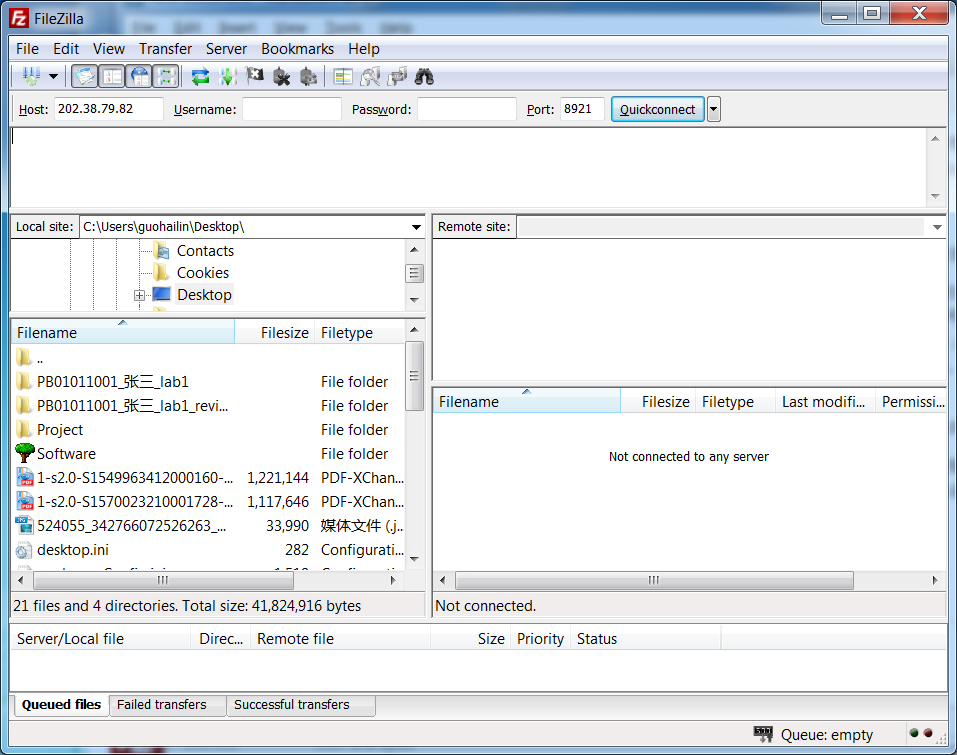 FileZilla
File Edit View Transfer Server Bookmarks Help
Host: 202.38.79.82 Username: Password: Port: 8921 Quickconnect
Local site: C:\Users\guohailin\Desktop\
Contacts
Cookies
Desktop
Filename Filesize Filetype
..
PB01011001_张三_lab1 File folder
PB01011001_张三_lab1_revi... File folder
Project File folder
Software File folder
1-s2.0-S1549963412000160-... 1,221,144 PDF-XChan...
1-s2.0-S1570023210001728-... 1,117,646 PDF-XChan...
524055_342766072526263_... 33,990 媒体文件 (.j...
desktop.ini 282 Configurati...
21 files and 4 directories. Total size: 41,824,916 bytes
Remote site:
Filename Filesize Filetype Last modifi... Permissi...
Not connected to any server
Not connected.
Server/Local file Direc... Remote file Size Priority Status
Queued files Failed transfers Successful transfers
Queue: empty